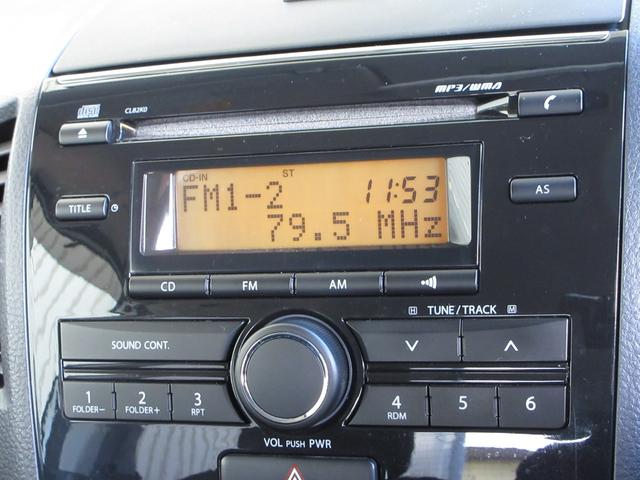 disc
CL82K0
MP3/WMA
CD-IN
ST
FM1-2 11:53
79.5 MHz
TITLE
AS
CD FM AM
H TUNE/TRACK M
SOUND CONT.
1 2 3
FOLDER− FOLDER+ RPT
4 5 6
RDM
VOL PUSH PWR